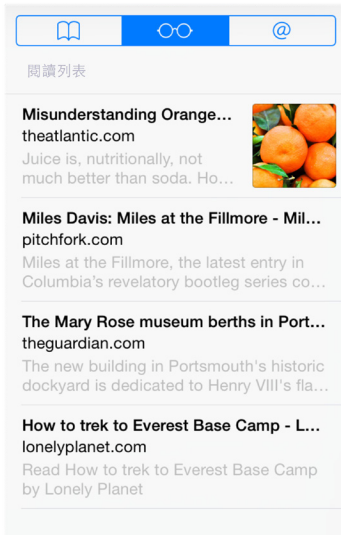 @
閱讀列表
Misunderstanding Orange...
theatlantic.com
Juice is, nutritionally, not
much better than soda. Ho...
Miles Davis: Miles at the Fillmore - Mil...
pitchfork.com
Miles at the Fillmore, the latest entry in
Columbia's revelatory bootleg series co...
The Mary Rose museum berths in Port...
theguardian.com
The new building in Portsmouth's historic
dockyard is dedicated to Henry VIII's fla...
How to trek to Everest Base Camp - L...
lonelyplanet.com
Read How to trek to Everest Base Camp
by Lonely Planet